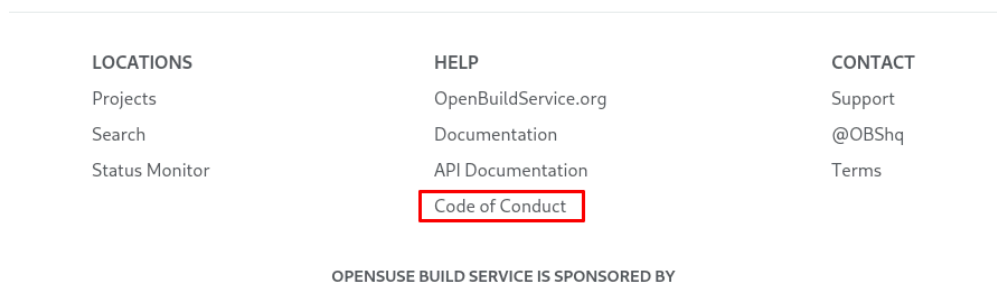 LOCATIONS
Projects
Search
Status Monitor
HELP
OpenBuildService.org
Documentation
API Documentation
Code of Conduct
CONTACT
Support
@OBShq
Terms
OPENSUSE BUILD SERVICE IS SPONSORED BY